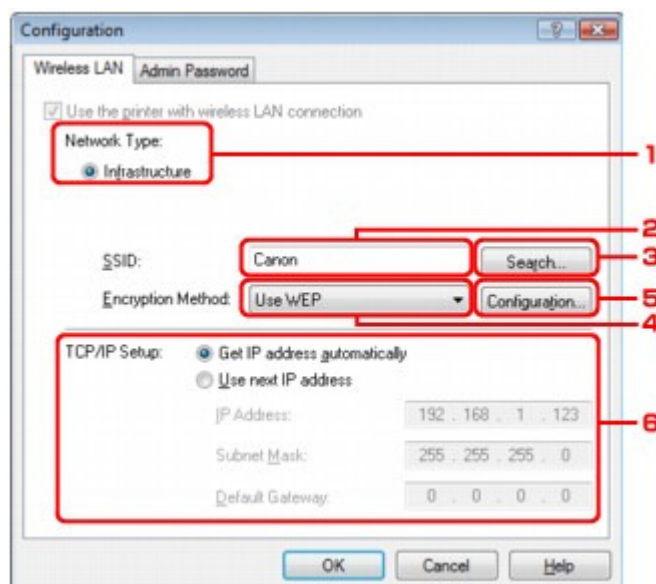 Configuration
Wireless LAN Admin Password
Use the printer with wireless LAN connection
Network Type:
1
Infrastructure
2
SSID: Canon Search... 3
Encryption Method: Use WEP Configuration... 5
4
TCP/IP Setup: Get IP address automatically
Use next IP address
IP Address: 192 . 168 . 1 . 123
6
Subnet Mask: 255 . 255 . 255 . 0
Default Gateway: 0 . 0 . 0 . 0
OK Cancel Help